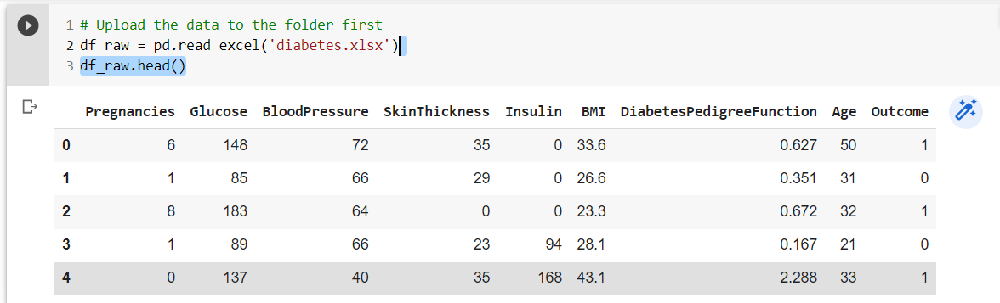 1 # Upload the data to the folder first
2 df_raw = pd.read_excel('diabetes.xlsx')
3 df_raw.head()
Pregnancies Glucose BloodPressure SkinThickness Insulin BMI DiabetesPedigreeFunction Age Outcome
0 6 148 72 35 0 33.6 0.627 50 1
1 1 85 66 29 0 26.6 0.351 31 0
2 8 183 64 0 0 23.3 0.672 32 1
3 1 89 66 23 94 28.1 0.167 21 0
4 0 137 40 35 168 43.1 2.288 33 1